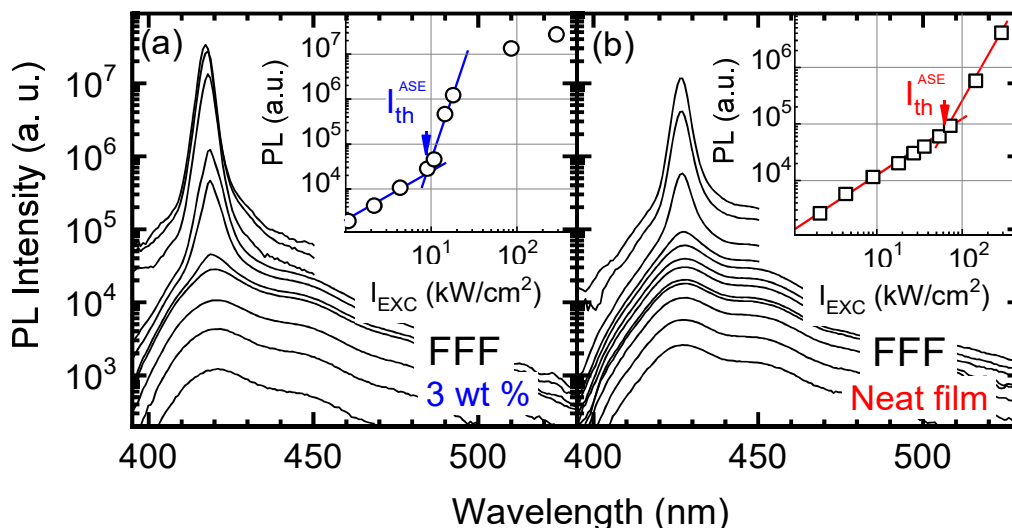 (a)
PL Intensity (a. u.)
10^7
10^6
10^5
10^4
10^3
400
450
500
FFF
3 wt %
PL (a.u.)
10^7
10^6
10^5
10^4
10^1
10^2
I_EXC (kW/cm^2)
I_th^ASE
(b)
400
450
500
FFF
Neat film
PL (a.u.)
10^6
10^5
10^4
10^1
10^2
I_EXC (kW/cm^2)
I_th^ASE
Wavelength (nm)